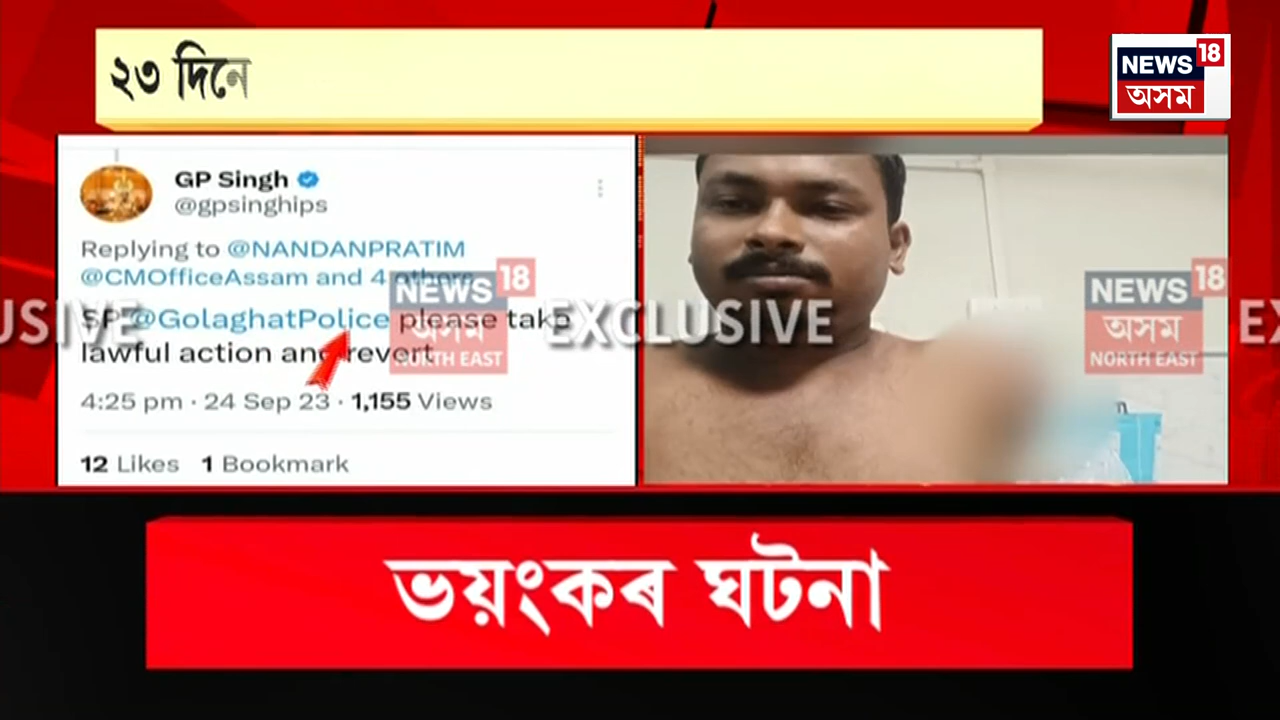 ২৩ দিনে
NEWS 18
অসম
GP Singh
@gpsinghips
Replying to @NANDANPRATIM
@CMOfficeAssam and 4 others
SP @GolaghatPolice please take
lawful action and revert
4:25 pm · 24 Sep 23 · 1,155 Views
12 Likes 1 Bookmark
NEWS 18
অসম
NORTH EAST
USIVE
EXCLUSIVE
NEWS 18
অসম
NORTH EAST
EX
ভয়ংকৰ ঘটনা